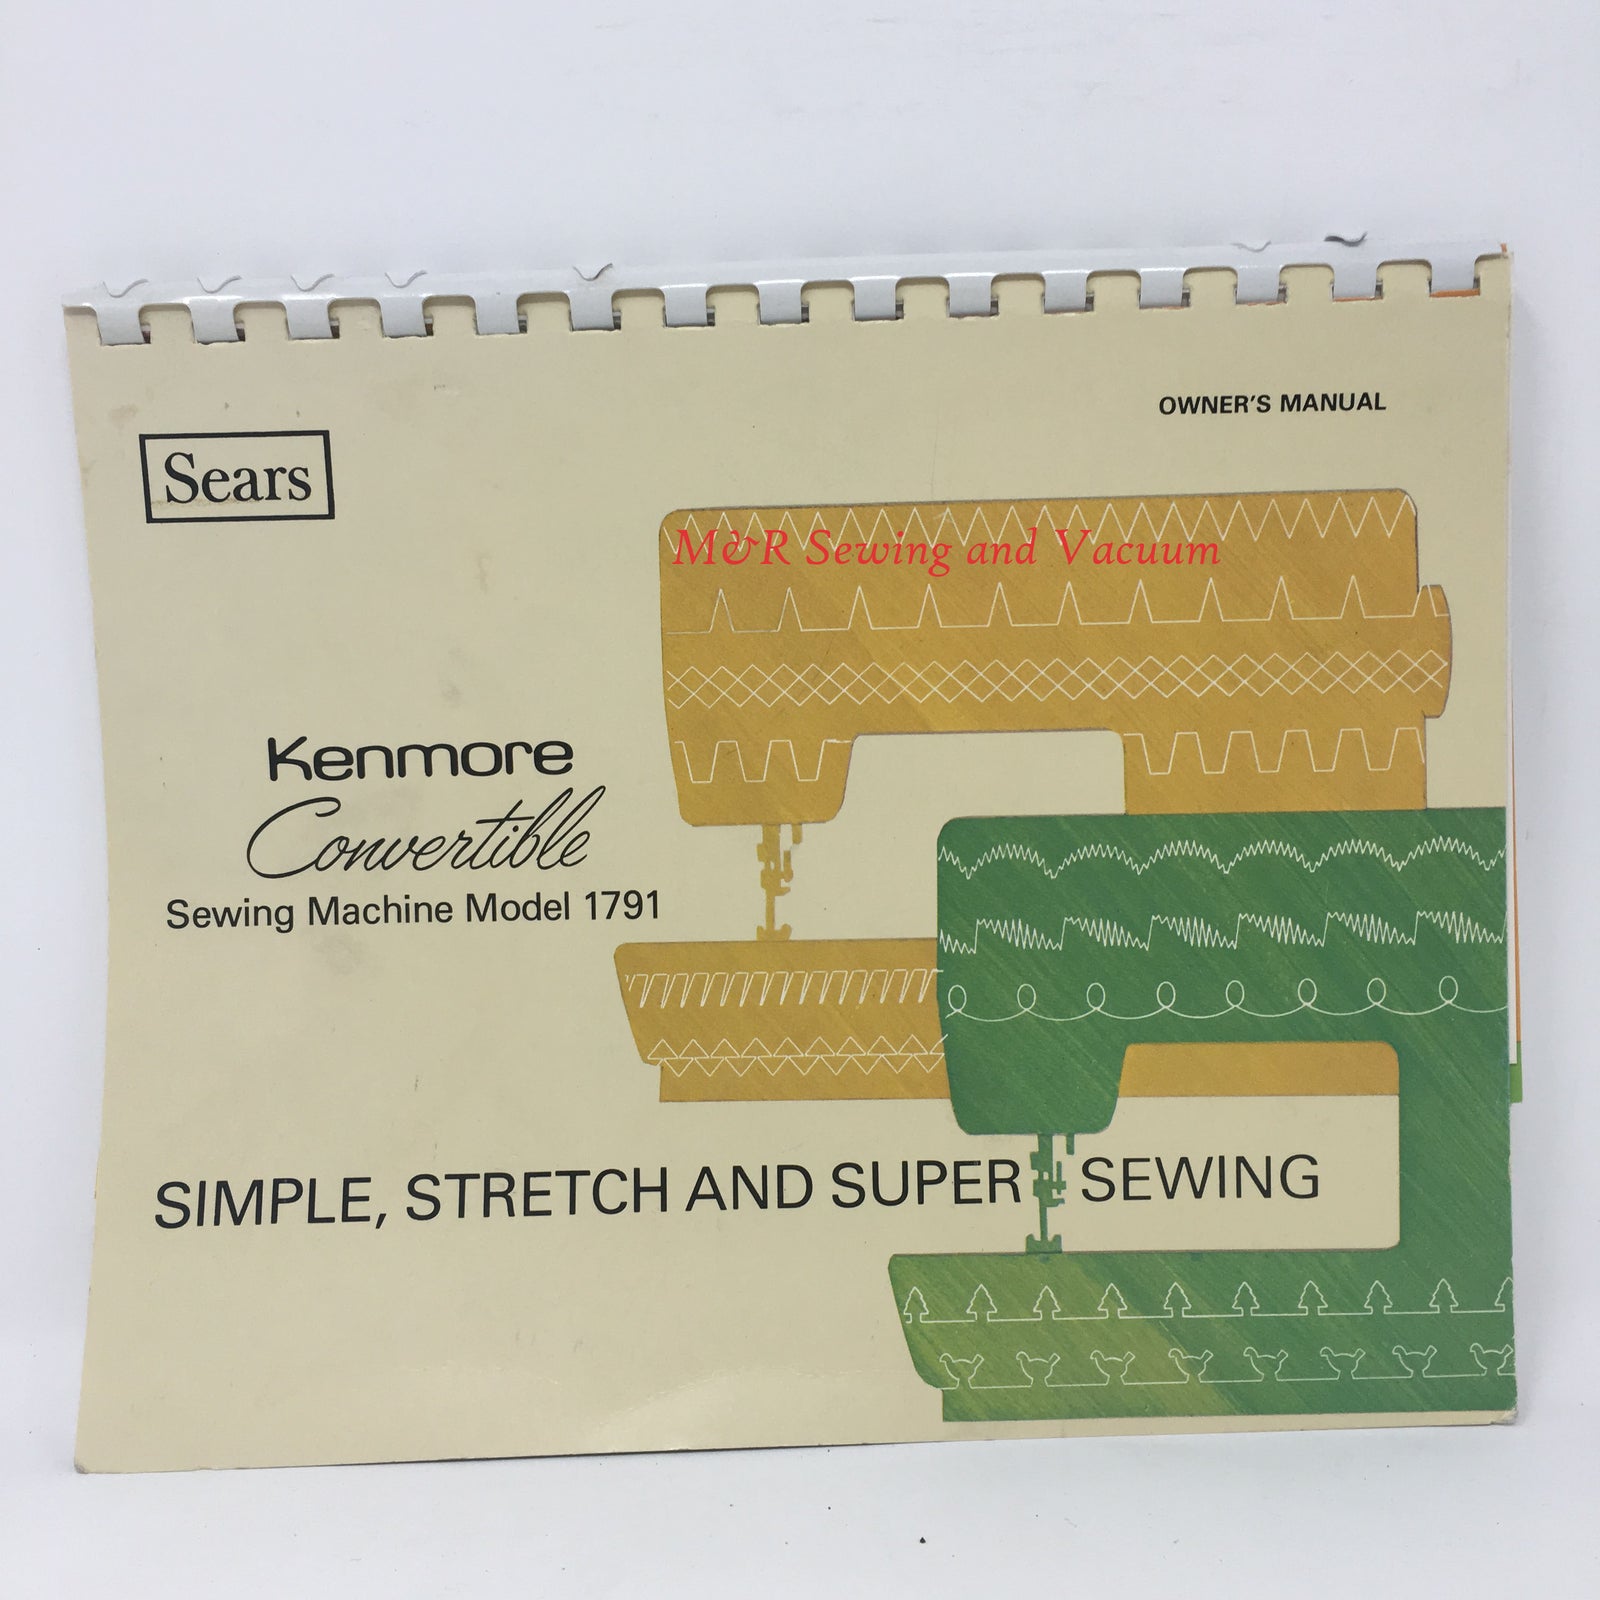 OWNER'S MANUAL
Sears
M&R Sewing and Vacuum
Kenmore
Convertible
Sewing Machine Model 1791
SIMPLE, STRETCH AND SUPER SEWING